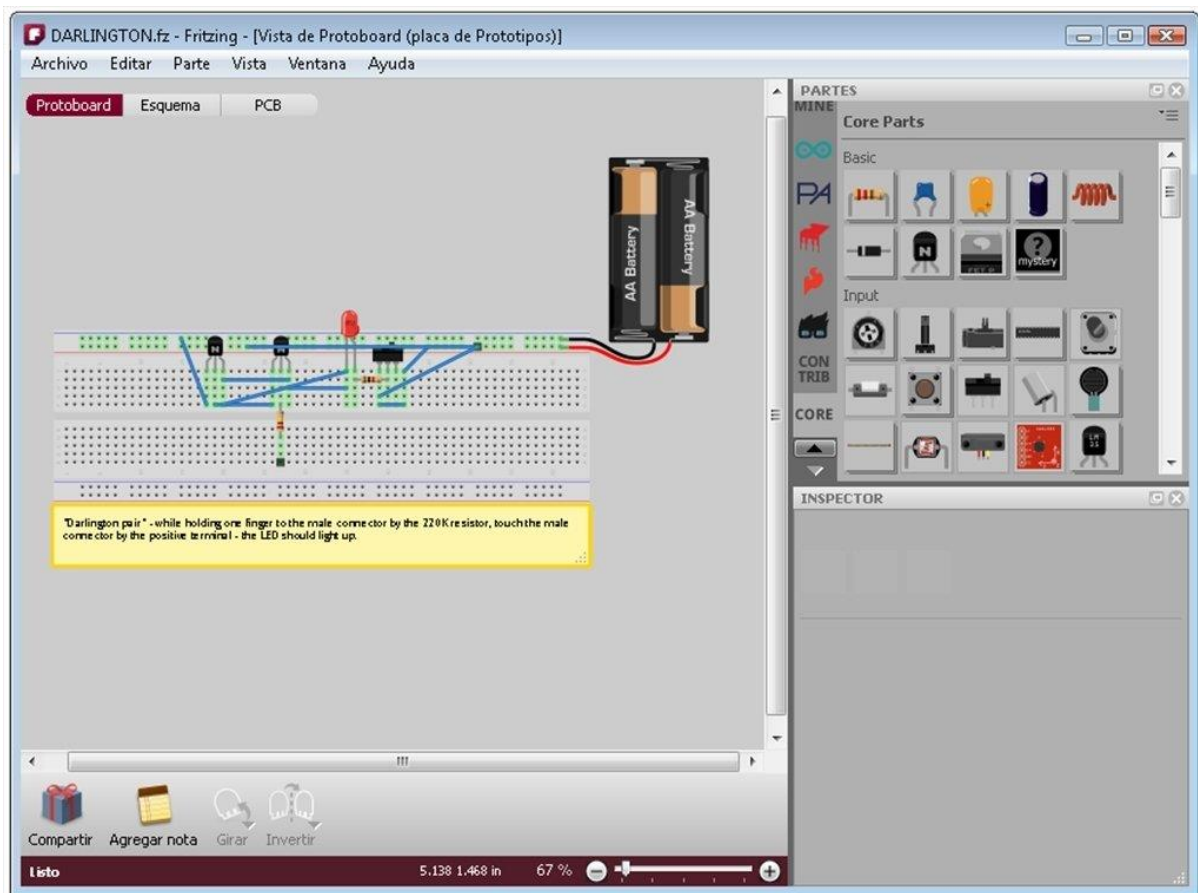 DARLINGTON.fz - Fritzing - [Vista de Protoboard (placa de Prototipos)]
Archivo Editar Parte Vista Ventana Ayuda
Protoboard Esquema PCB
PARTES
MINE
Core Parts
Basic
PA
N
mystery
Input
CON
TRIB
CORE
AA Battery
AA Battery
N
N
"Darlington pair" - while holding one finger to the male connector by the 220K resistor, touch the male
connector by the positive terminal - the LED should light up.
INSPECTOR
Compartir Agregar nota Girar Invertir
Listo 5.138 1.468 in 67 %